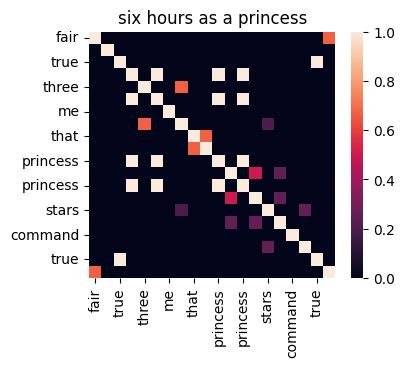 six hours as a princess
fair
true
three
me
that
princess
princess
stars
command
true
1.0
0.8
0.6
0.4
0.2
0.0
fair
true
three
me
that
princess
princess
stars
command
true